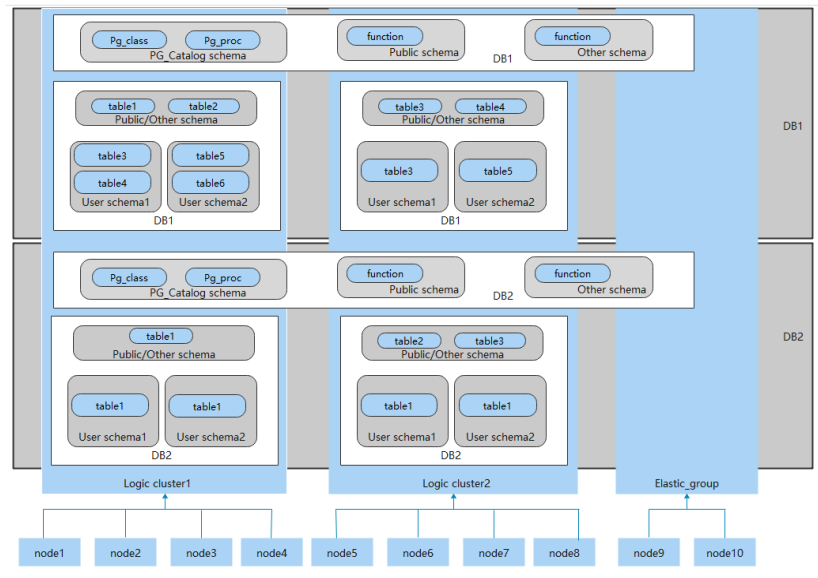 Pg_class
Pg_proc
PG_Catalog schema
function
Public schema
DB1
function
Other schema
DB1
table1
table2
Public/Other schema
table3
table4
User schema1
table5
table6
User schema2
DB1
table3
table4
Public/Other schema
table3
User schema1
table5
User schema2
DB1
Pg_class
Pg_proc
PG_Catalog schema
function
Public schema
DB2
function
Other schema
DB2
table1
Public/Other schema
table1
User schema1
table1
User schema2
DB2
table2
table3
Public/Other schema
table1
User schema1
table1
User schema2
DB2
Logic cluster1
Logic cluster2
Elastic_group
node1
node2
node3
node4
node5
node6
node7
node8
node9
node10